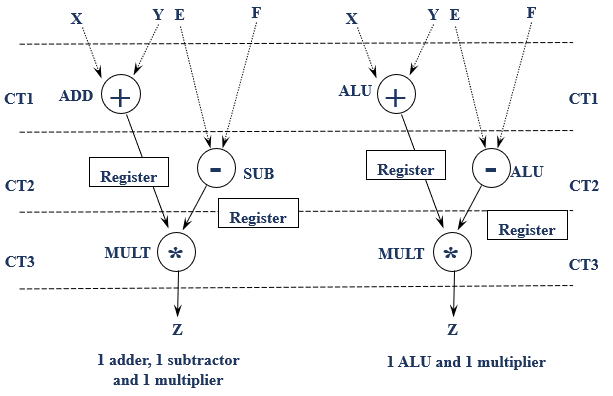 X Y E F X Y E F
CT1 ADD + ALU + CT1
Register - SUB Register - ALU
CT2 CT2
Register Register
MULT * MULT *
CT3 CT3
Z Z
1 adder, 1 subtractor
and 1 multiplier
1 ALU and 1 multiplier